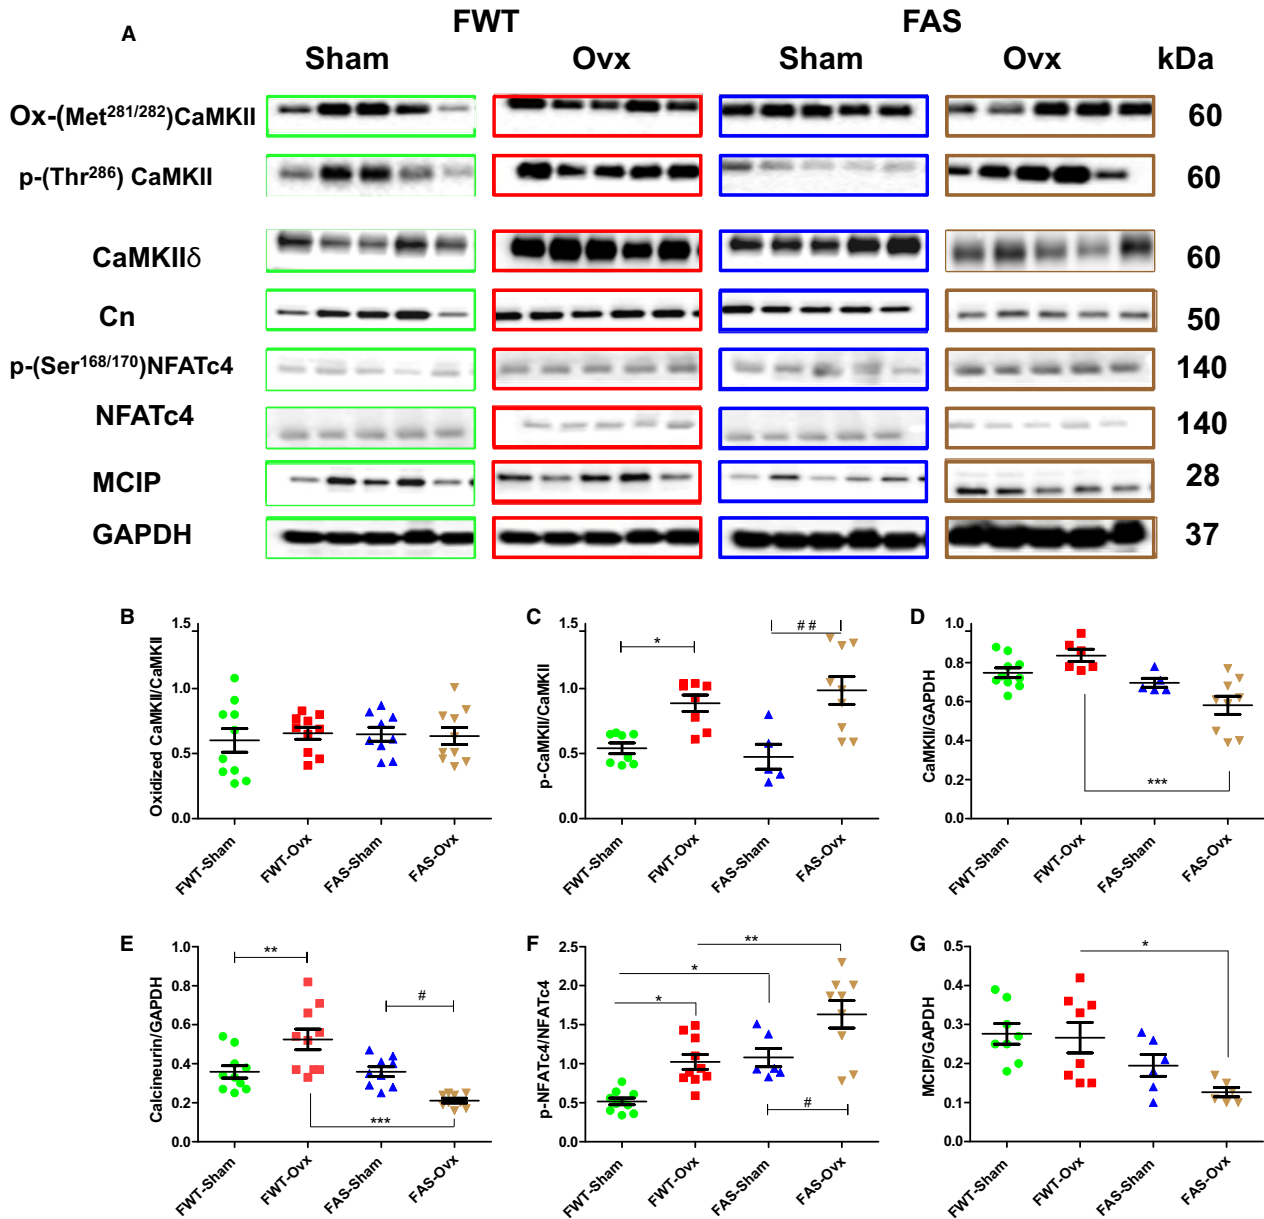 A
FWT FAS
Sham Ovx Sham Ovx kDa
Ox-(Met281/282)CaMKII 60
p-(Thr286) CaMKII 60
CaMKIIδ 60
Cn 50
p-(Ser168/170)NFATc4 140
NFATc4 140
MCIP 28
GAPDH 37
B
Oxidized CaMKII/CaMKII
1.5
1.0
0.5
0.0
FWT-Sham FWT-Ovx FAS-Sham FAS-Ovx
C
p-CaMKII/CaMKII
1.5
1.0
0.5
0.0
* ##
FWT-Sham FWT-Ovx FAS-Sham FAS-Ovx
D
CaMKII/GAPDH
1.0
0.8
0.6
0.4
0.2
0.0
***
FWT-Sham FWT-Ovx FAS-Sham FAS-Ovx
E
Calcineurin/GAPDH
1.0
0.8
0.6
0.4
0.2
0.0
**
#
***
FWT-Sham FWT-Ovx FAS-Sham FAS-Ovx
F
p-NFATc4/NFATc4
2.5
2.0
1.5
1.0
0.5
0.0
**
*
*
#
FWT-Sham FWT-Ovx FAS-Sham FAS-Ovx
G
MCIP/GAPDH
0.5
0.4
0.3
0.2
0.1
0.0
*
FWT-Sham FWT-Ovx FAS-Sham FAS-Ovx